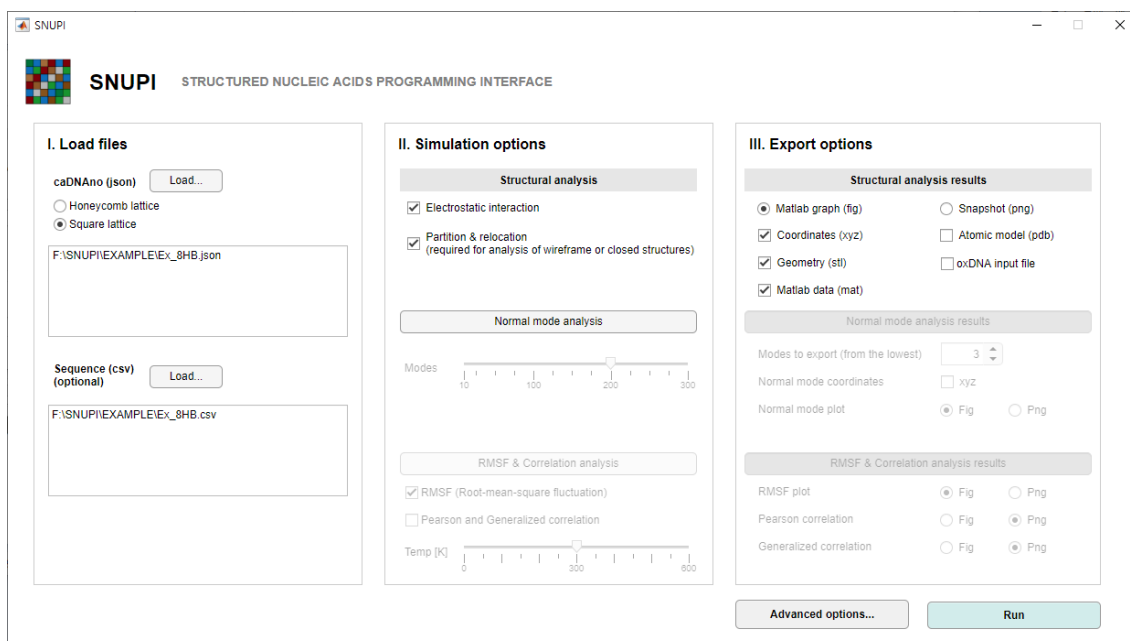 SNUPI
SNUPI STRUCTURED NUCLEIC ACIDS PROGRAMMING INTERFACE
I. Load files
caDNAno (json) Load...
Honeycomb lattice
Square lattice
F:\SNUPI\EXAMPLE\Ex_8HB.json
Sequence (csv)
(optional)
Load...
F:\SNUPI\EXAMPLE\Ex_8HB.csv
II. Simulation options
Structural analysis
Electrostatic interaction
Partition & relocation
(required for analysis of wireframe or closed structures)
Normal mode analysis
Modes
10 100 200 300
RMSF & Correlation analysis
RMSF (Root-mean-square fluctuation)
Pearson and Generalized correlation
Temp [K]
0 300 600
III. Export options
Structural analysis results
Matlab graph (fig) Snapshot (png)
Coordinates (xyz) Atomic model (pdb)
Geometry (stl) oxDNA input file
Matlab data (mat)
Normal mode analysis results
Modes to export (from the lowest) 3
Normal mode coordinates xyz
Normal mode plot Fig Png
RMSF & Correlation analysis results
RMSF plot Fig Png
Pearson correlation Fig Png
Generalized correlation Fig Png
Advanced options... Run